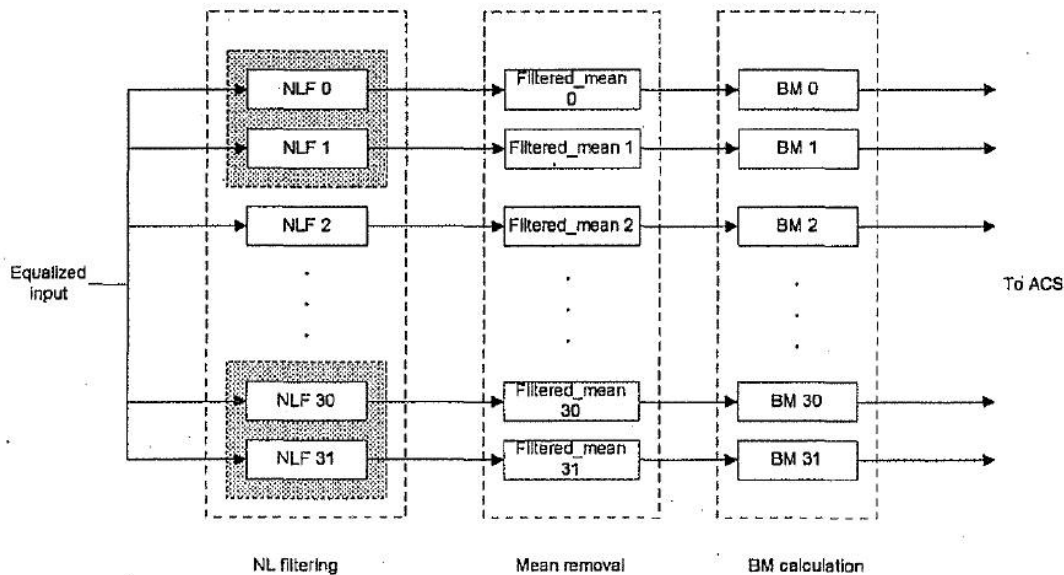 NLF 0
Filtered_mean
0
BM 0
NLF 1
Filtered_mean 1
BM 1
NLF 2
Filtered_mean 2
BM 2
Equalized
input
To ACS
NLF 30
Filtered_mean
30
BM 30
NLF 31
Filtered_mean
31
BM 31
NL filtering
Mean removal
BM calculation